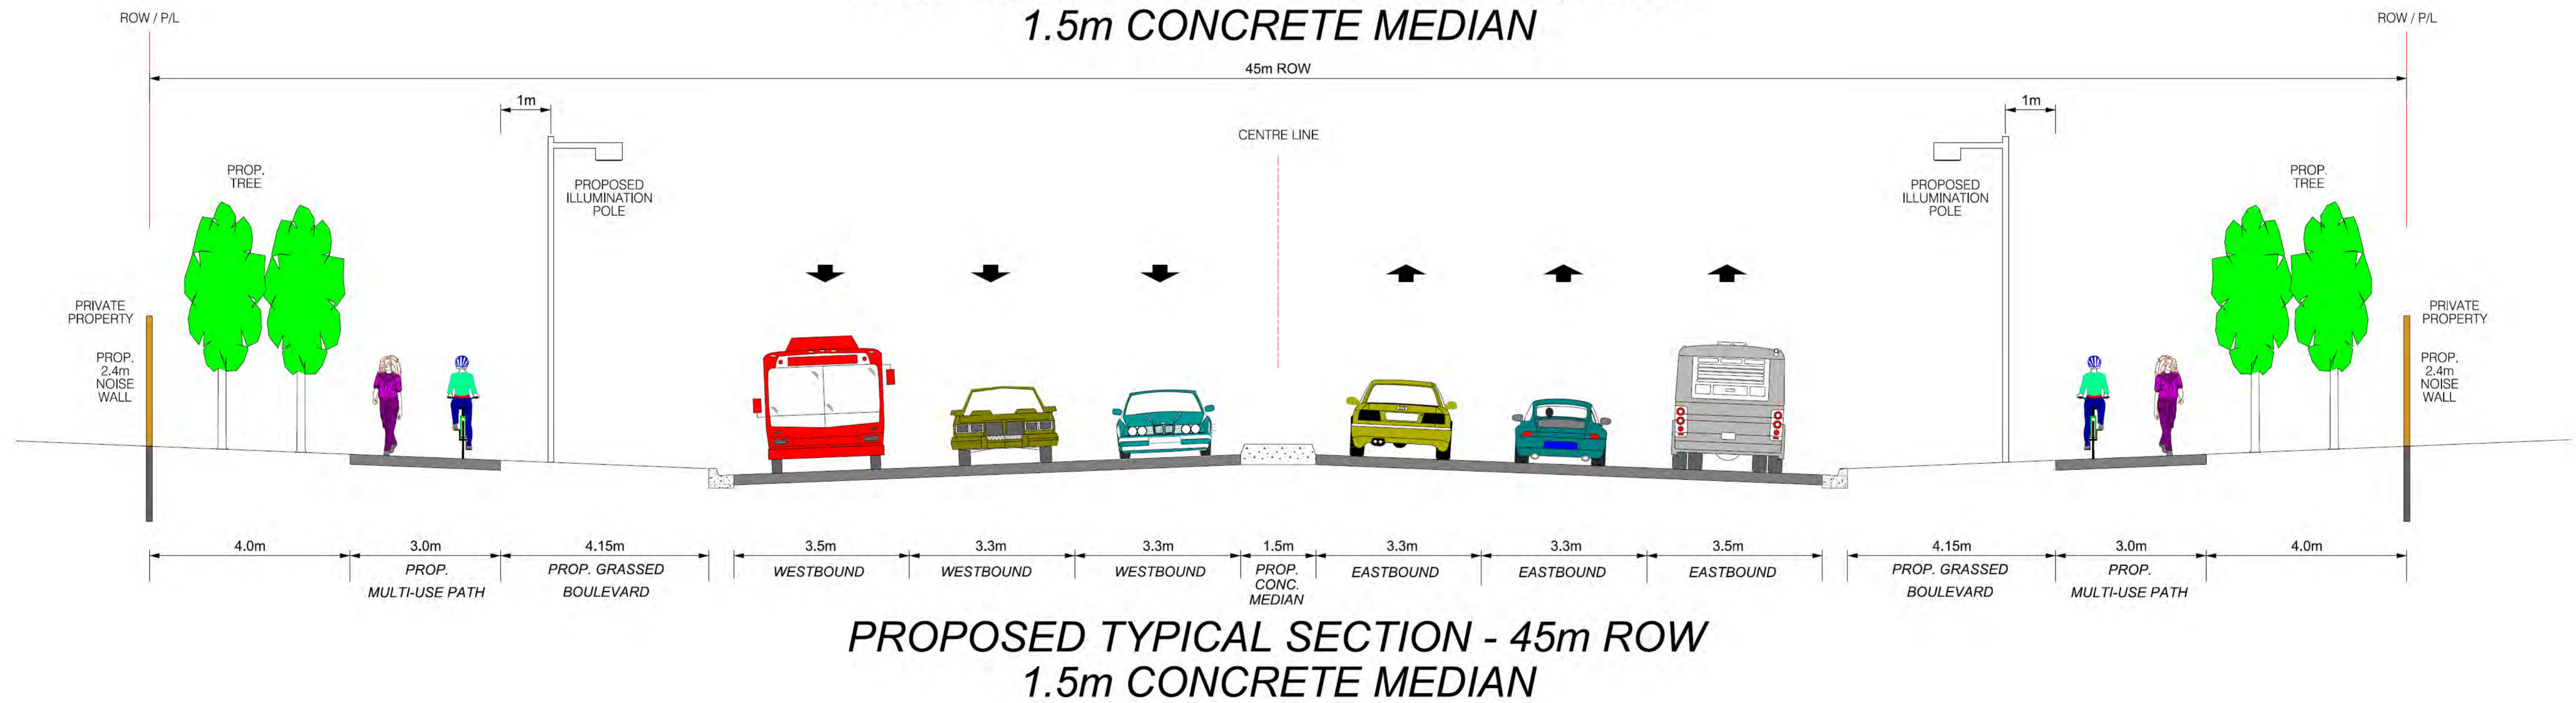 1.5m CONCRETE MEDIAN
ROW / P/L
ROW / P/L
45m ROW
1m
1m
CENTRE LINE
PROP.
TREE
PROPOSED
ILLUMINATION
POLE
PROPOSED
ILLUMINATION
POLE
PROP.
TREE
PRIVATE
PROPERTY
PROP.
2.4m
NOISE
WALL
PRIVATE
PROPERTY
PROP.
2.4m
NOISE
WALL
4.0m
3.0m
PROP.
MULTI-USE PATH
4.15m
PROP. GRASSED
BOULEVARD
3.5m
WESTBOUND
3.3m
WESTBOUND
3.3m
WESTBOUND
1.5m
PROP.
CONC.
MEDIAN
3.3m
EASTBOUND
3.3m
EASTBOUND
3.5m
EASTBOUND
4.15m
PROP. GRASSED
BOULEVARD
3.0m
PROP.
MULTI-USE PATH
4.0m
PROPOSED TYPICAL SECTION - 45m ROW
1.5m CONCRETE MEDIAN